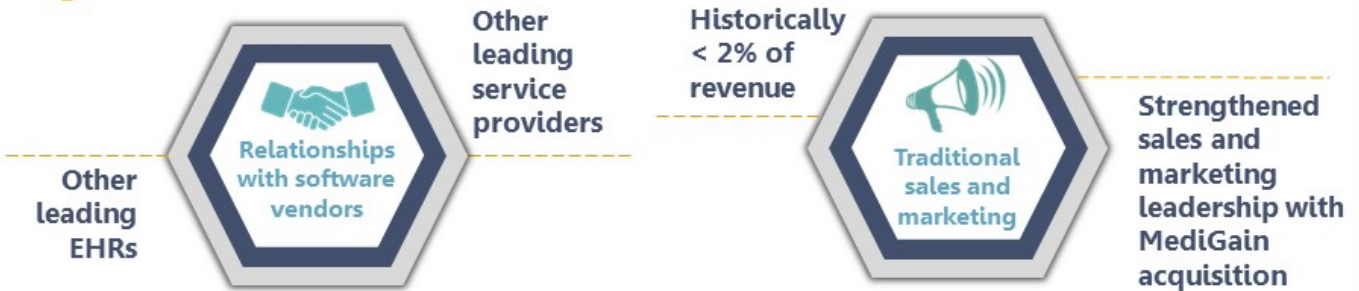 Other
leading
EHRs
Relationships
with software
vendors
Other
leading
service
providers
Historically
< 2% of
revenue
Traditional
sales and
marketing
Strengthened
sales and
marketing
leadership with
MediGain
acquisition